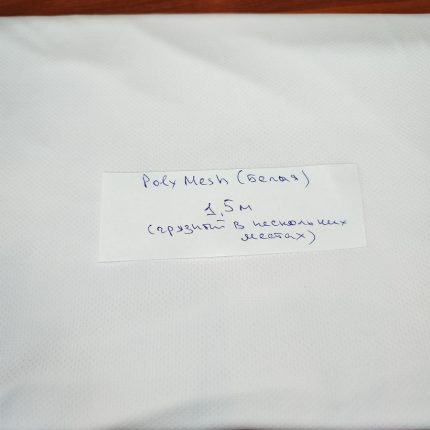 Poly Mesh (Белая)
1,5 м
(грязный в нескольких
местах)